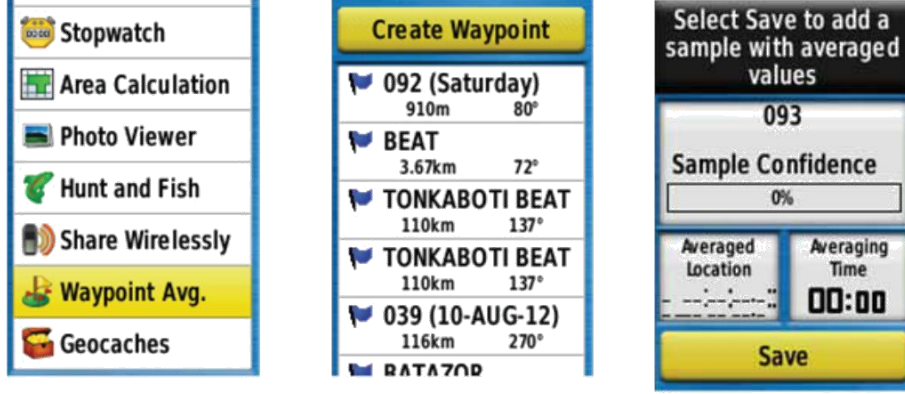 Stopwatch
Area Calculation
Photo Viewer
Hunt and Fish
Share Wirelessly
Waypoint Avg.
Geocaches
Create Waypoint
092 (Saturday)
910m 80°
BEAT
3.67km 72°
TONKABOTI BEAT
110km 137°
TONKABOTI BEAT
110km 137°
039 (10-AUG-12)
116km 270°
BATAZOR
Select Save to add a
sample with averaged
values
093
Sample Confidence
0%
Averaged
Location
Averaging
Time
00:00
Save